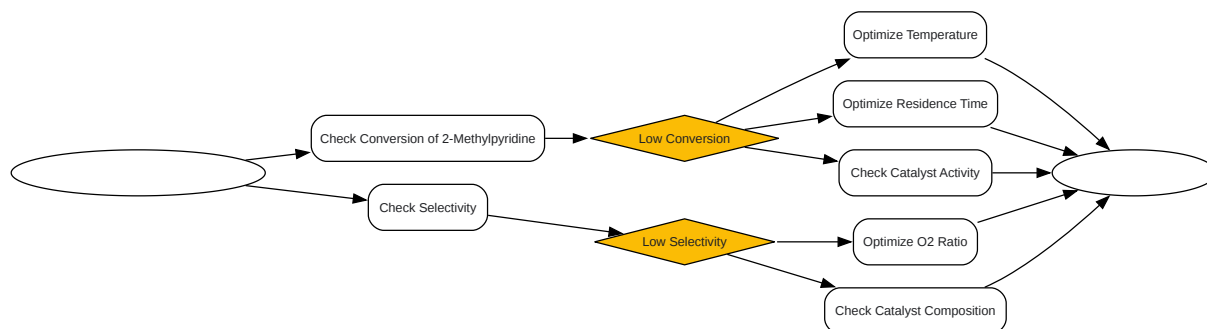 Optimize Temperature
Optimize Residence Time
Check Conversion of 2-Methylpyridine
Low Conversion
Check Catalyst Activity
Check Selectivity
Low Selectivity
Optimize O2 Ratio
Check Catalyst Composition